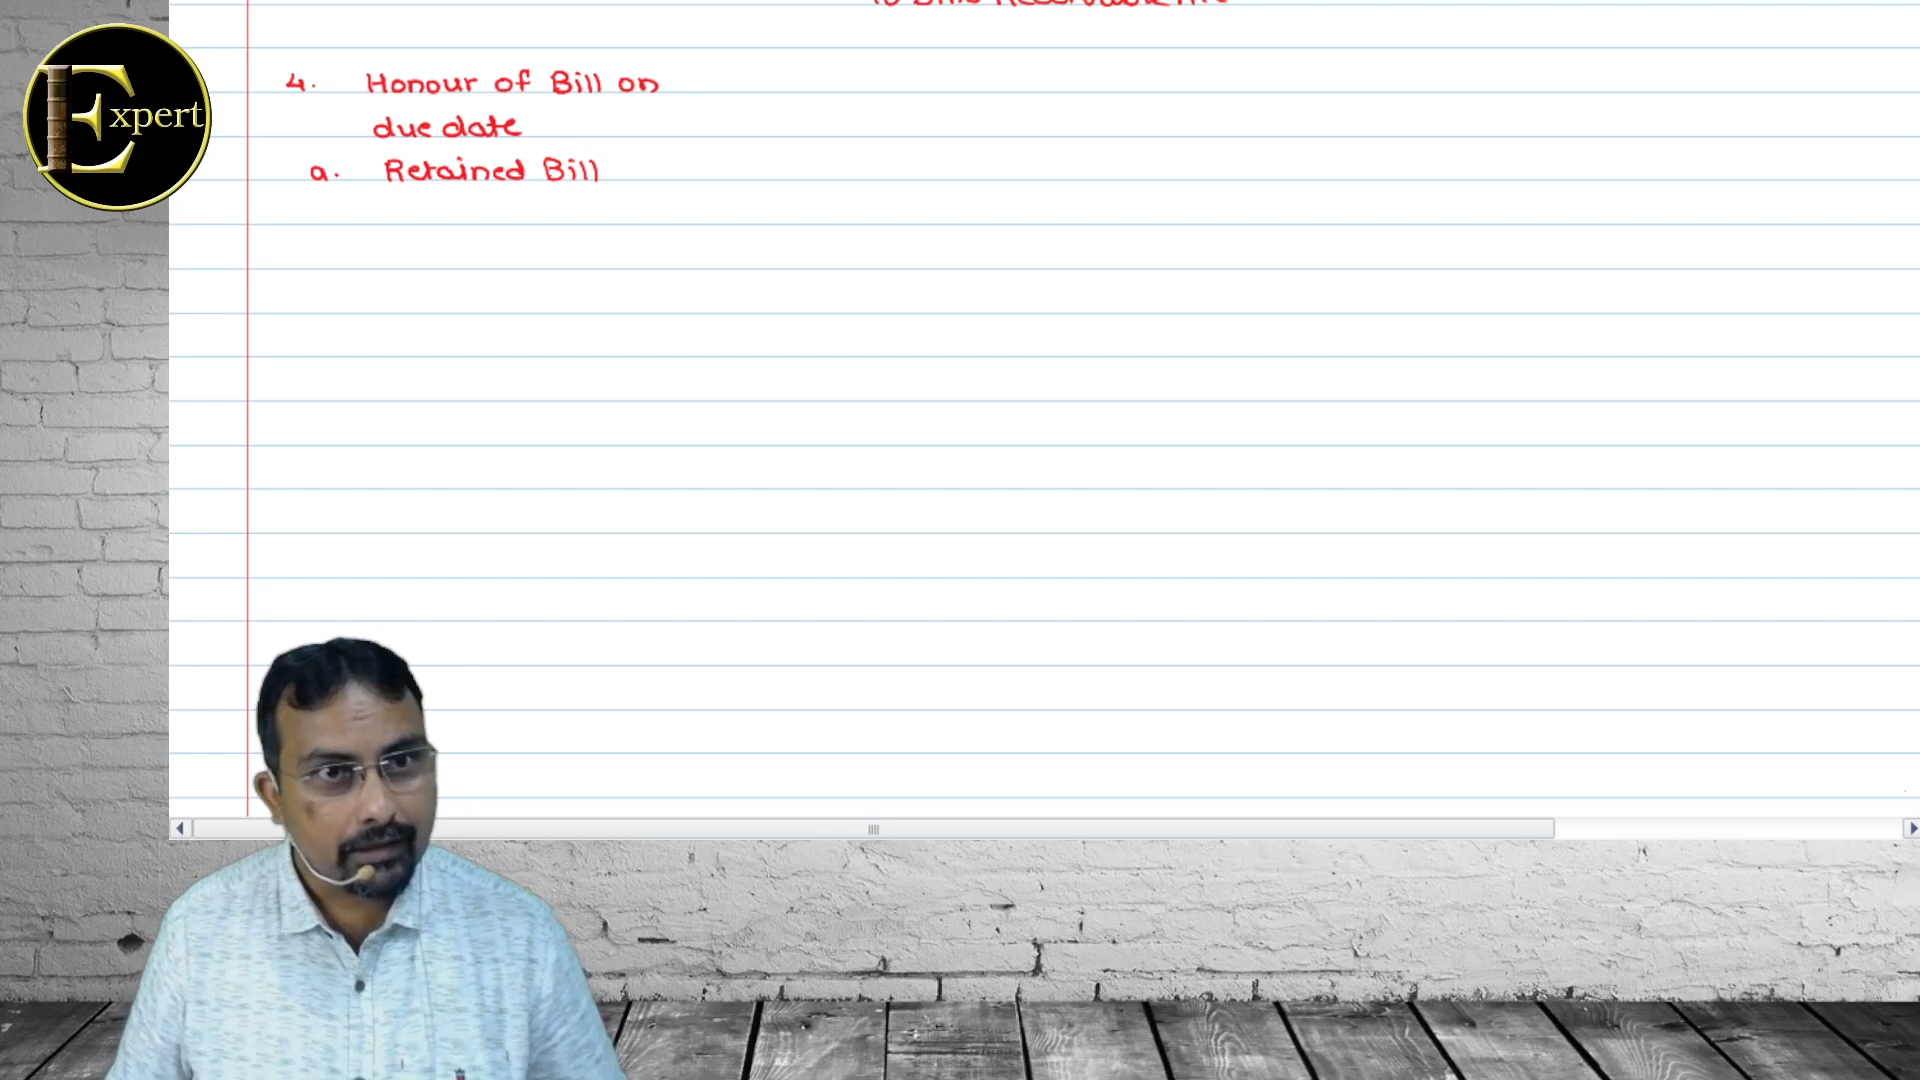 Expert
4. Honour of Bill on
due date
a. Retained Bill